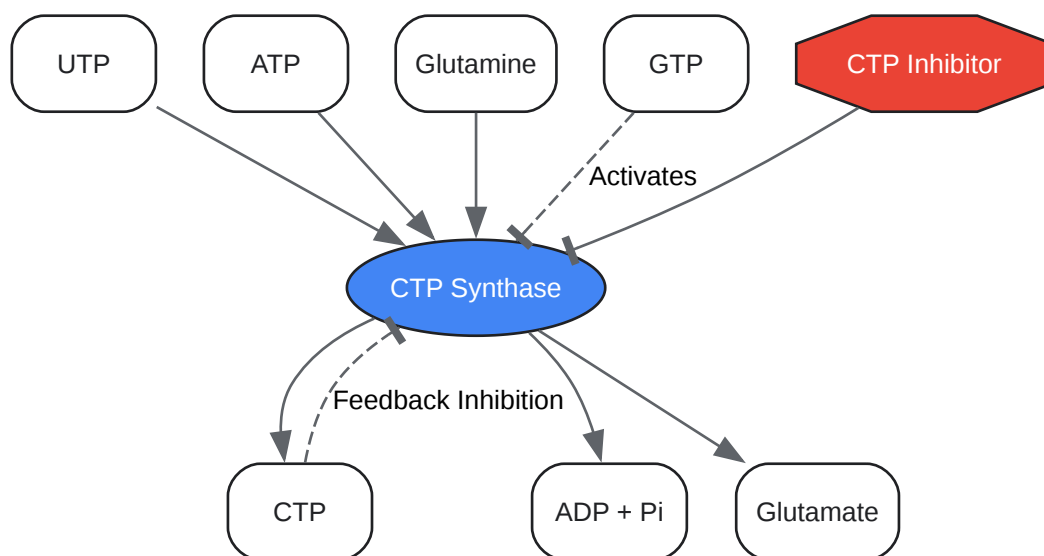 UTP
ATP
Glutamine
GTP
CTP Inhibitor
Activates
CTP Synthase
Feedback Inhibition
CTP
ADP + Pi
Glutamate